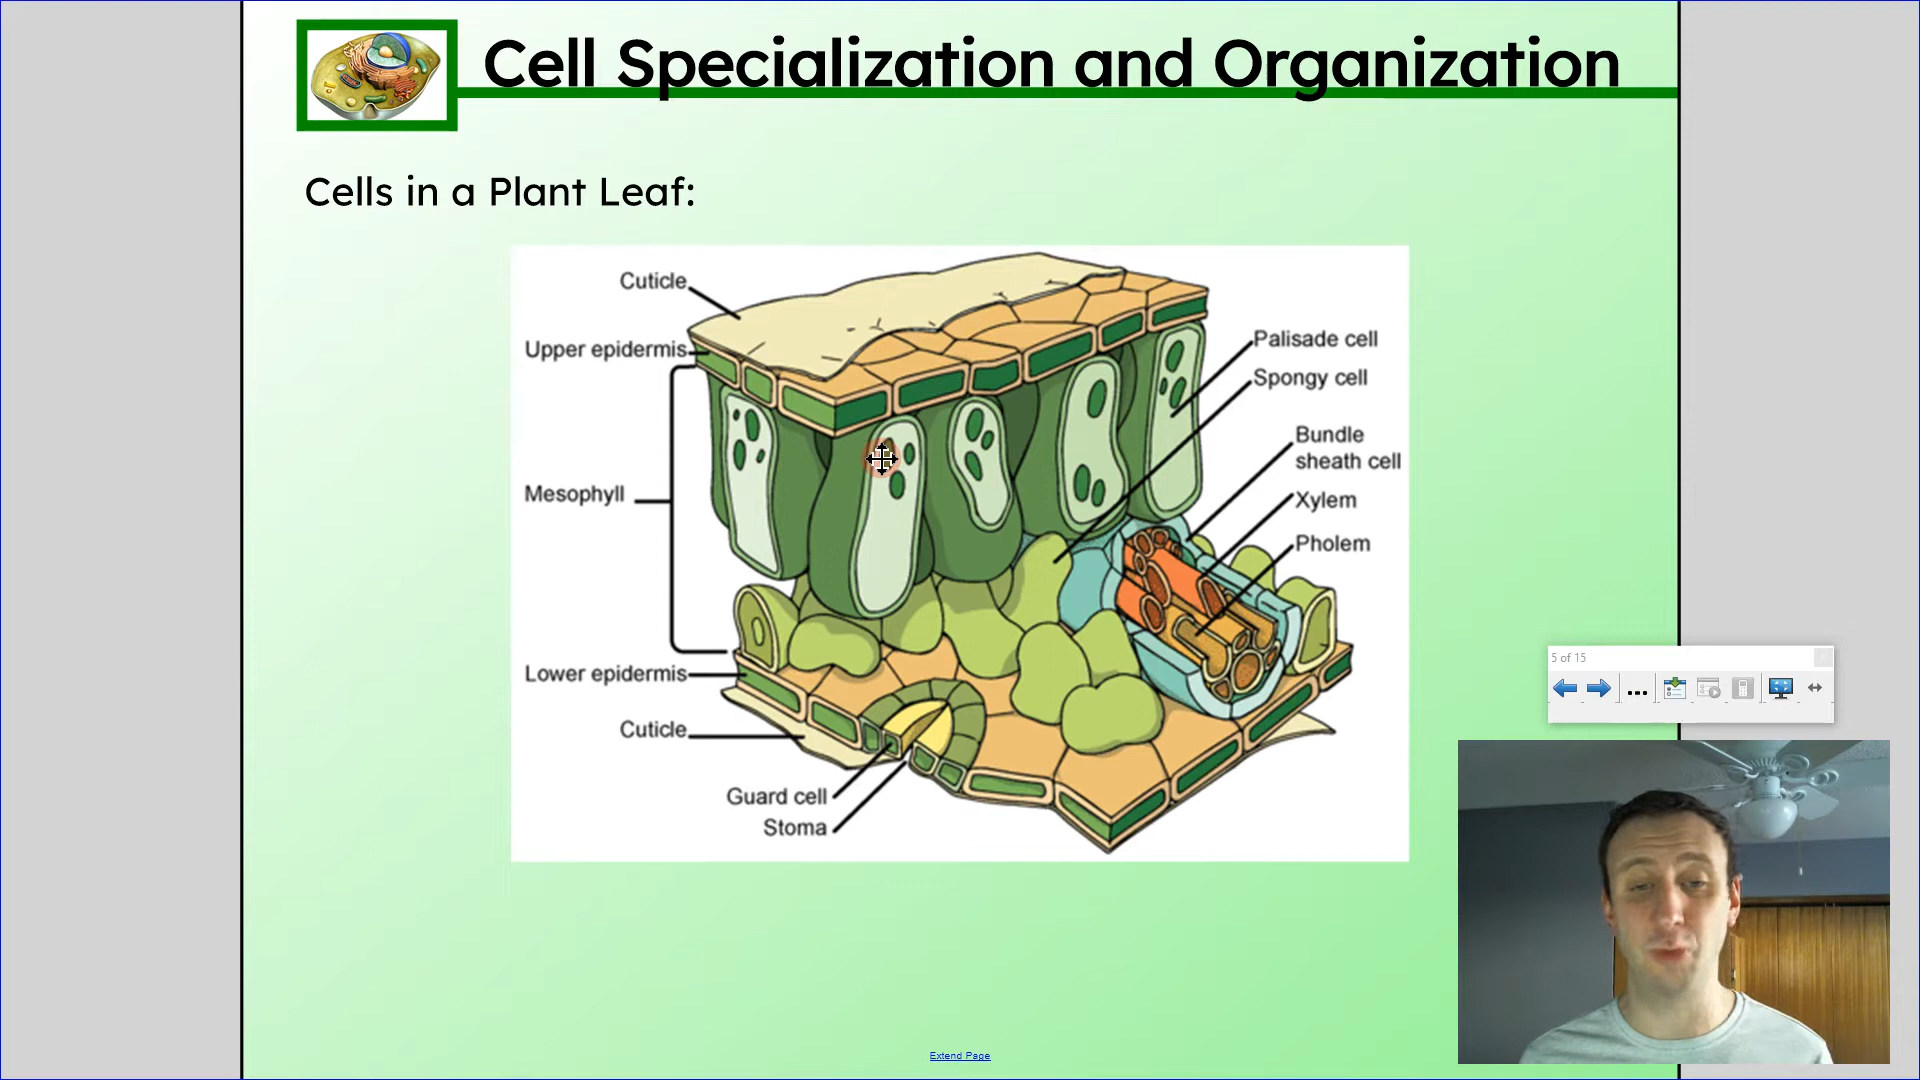 Cell Specialization and Organization
Cells in a Plant Leaf:
Cuticle
Upper epidermis
Mesophyll
Lower epidermis
Cuticle
Guard cell
Stoma
Palisade cell
Spongy cell
Bundle
sheath cell
Xylem
Pholem
5 of 15
Extend Page